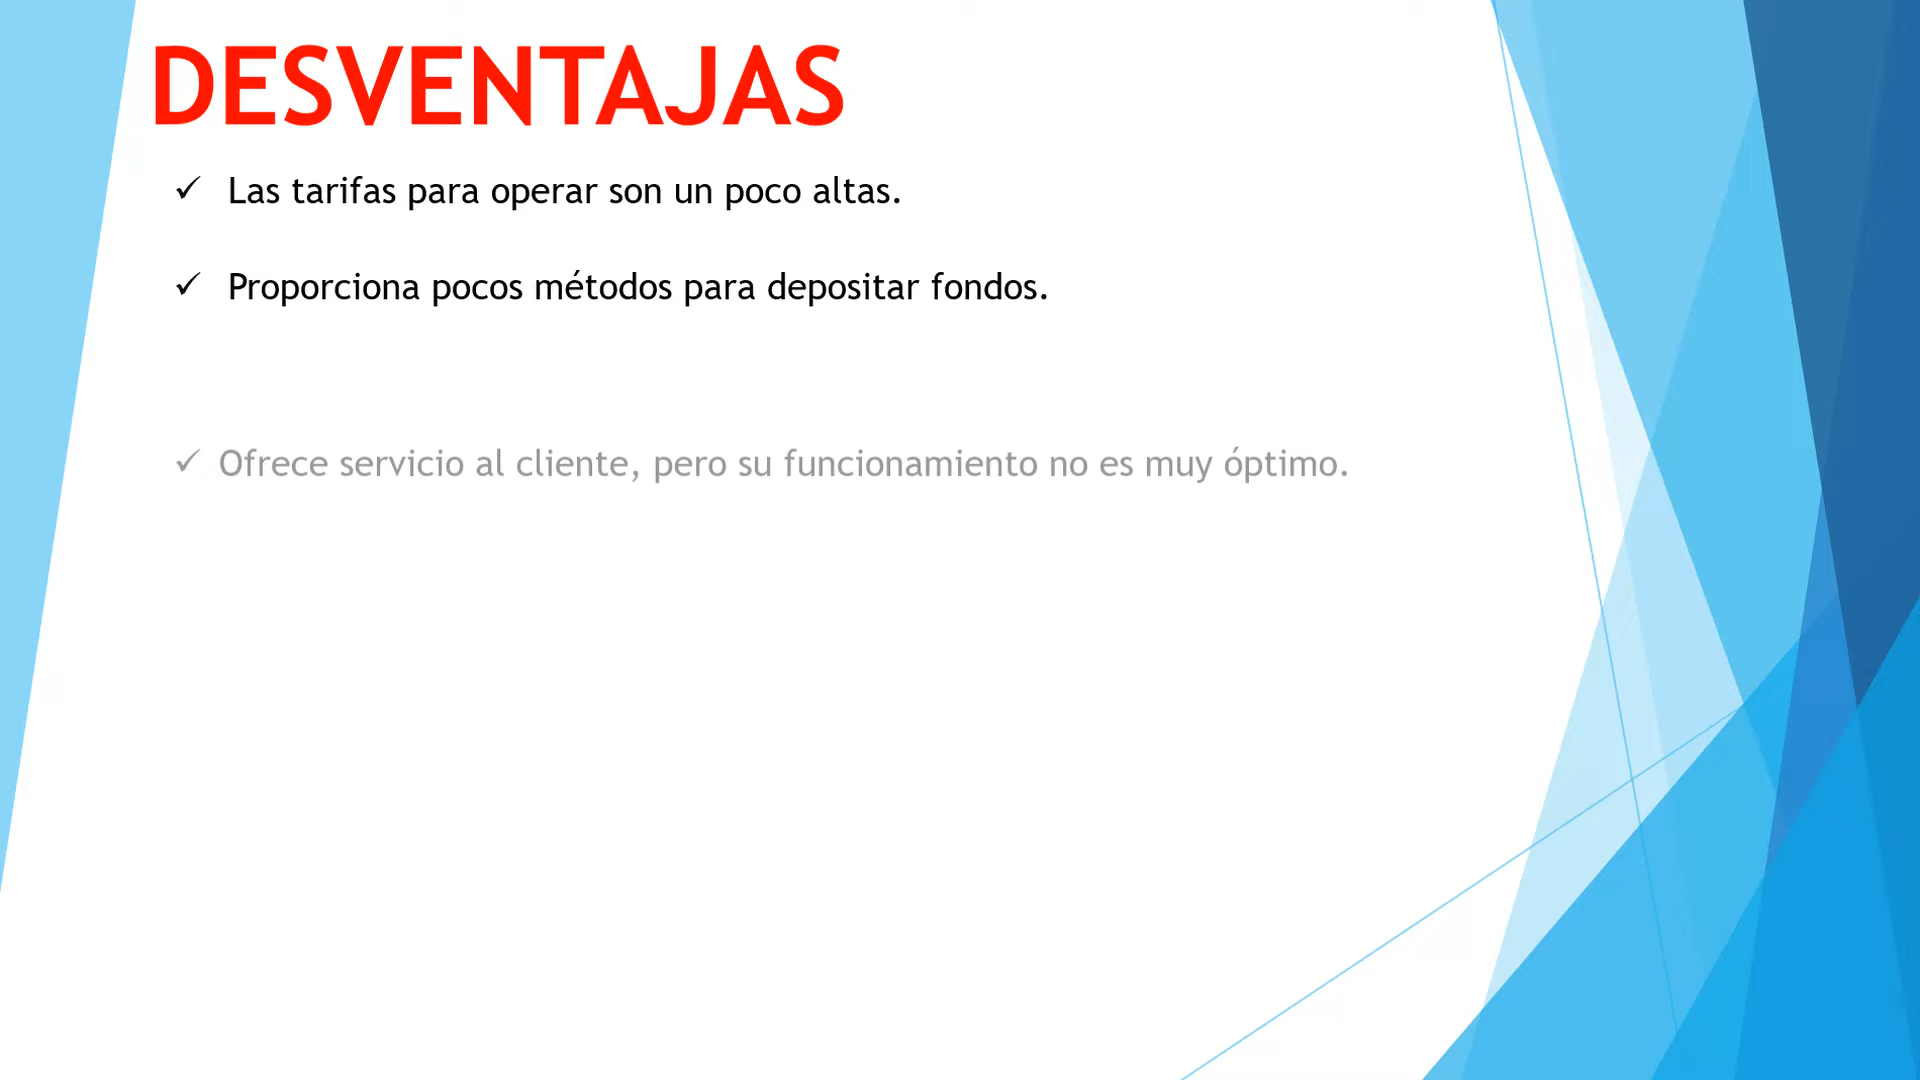 DESVENTAJAS
✓ Las tarifas para operar son un poco altas.
✓ Proporciona pocos métodos para depositar fondos.
✓ Ofrece servicio al cliente, pero su funcionamiento no es muy óptimo.